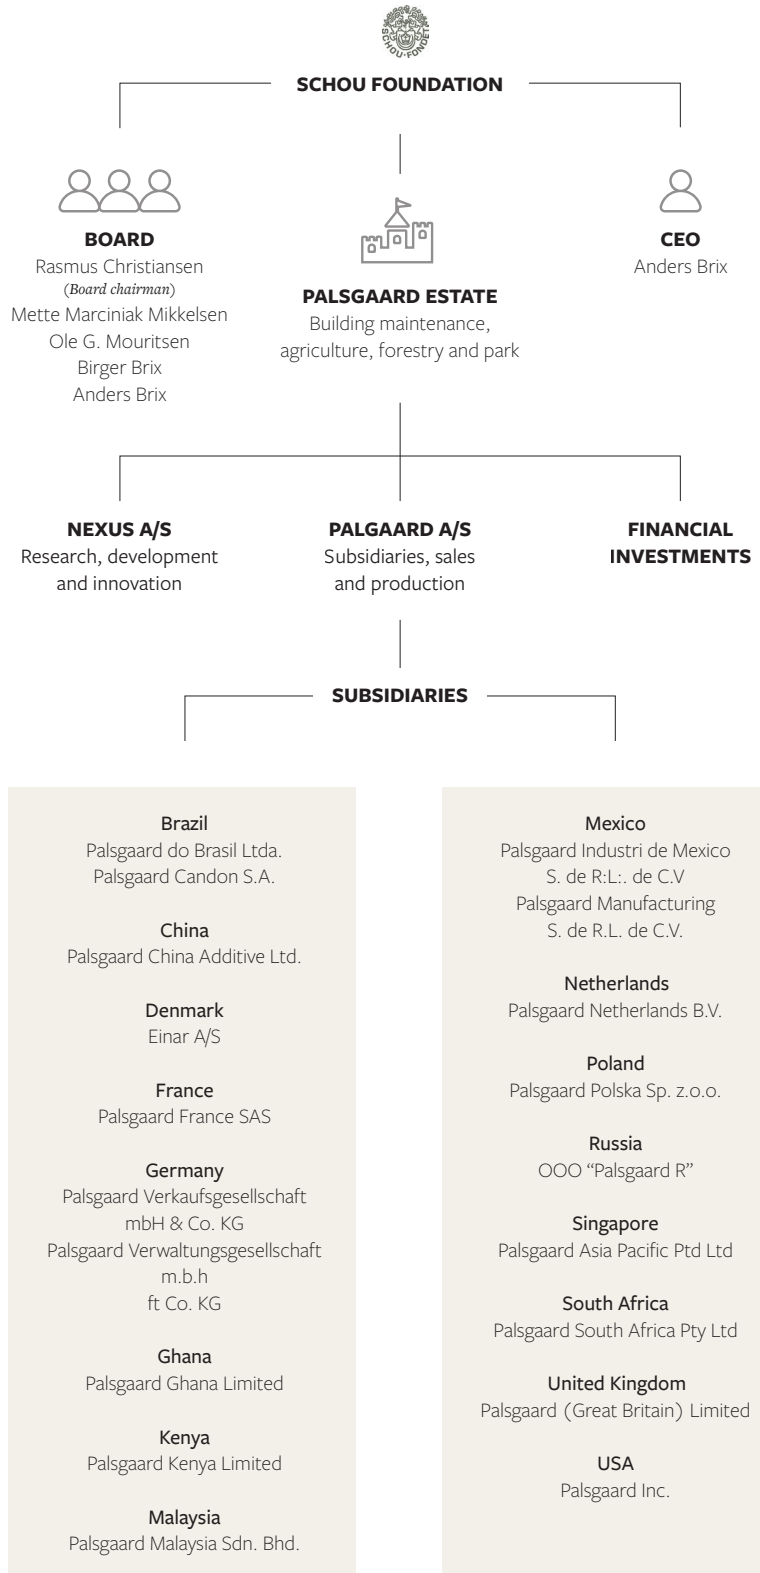 SCHOU·FONDET
SCHOU FOUNDATION
BOARD
Rasmus Christiansen
(Board chairman)
Mette Marciniak Mikkelsen
Ole G. Mouritsen
Birger Brix
Anders Brix
PALSGAARD ESTATE
Building maintenance,
agriculture, forestry and park
CEO
Anders Brix
NEXUS A/S
Research, development
and innovation
PALGAARD A/S
Subsidiaries, sales
and production
FINANCIAL
INVESTMENTS
SUBSIDIARIES
Brazil
Palsgaard do Brasil Ltda.
Palsgaard Candon S.A.
China
Palsgaard China Additive Ltd.
Denmark
Einar A/S
France
Palsgaard France SAS
Germany
Palsgaard Verkaufsgesellschaft
mbH & Co. KG
Palsgaard Verwaltungsgesellschaft
m.b.h
ft Co. KG
Ghana
Palsgaard Ghana Limited
Kenya
Palsgaard Kenya Limited
Malaysia
Palsgaard Malaysia Sdn. Bhd.
Mexico
Palsgaard Industri de Mexico
S. de R:L:. de C.V
Palsgaard Manufacturing
S. de R.L. de C.V.
Netherlands
Palsgaard Netherlands B.V.
Poland
Palsgaard Polska Sp. z.o.o.
Russia
OOO “Palsgaard R”
Singapore
Palsgaard Asia Pacific Ptd Ltd
South Africa
Palsgaard South Africa Pty Ltd
United Kingdom
Palsgaard (Great Britain) Limited
USA
Palsgaard Inc.